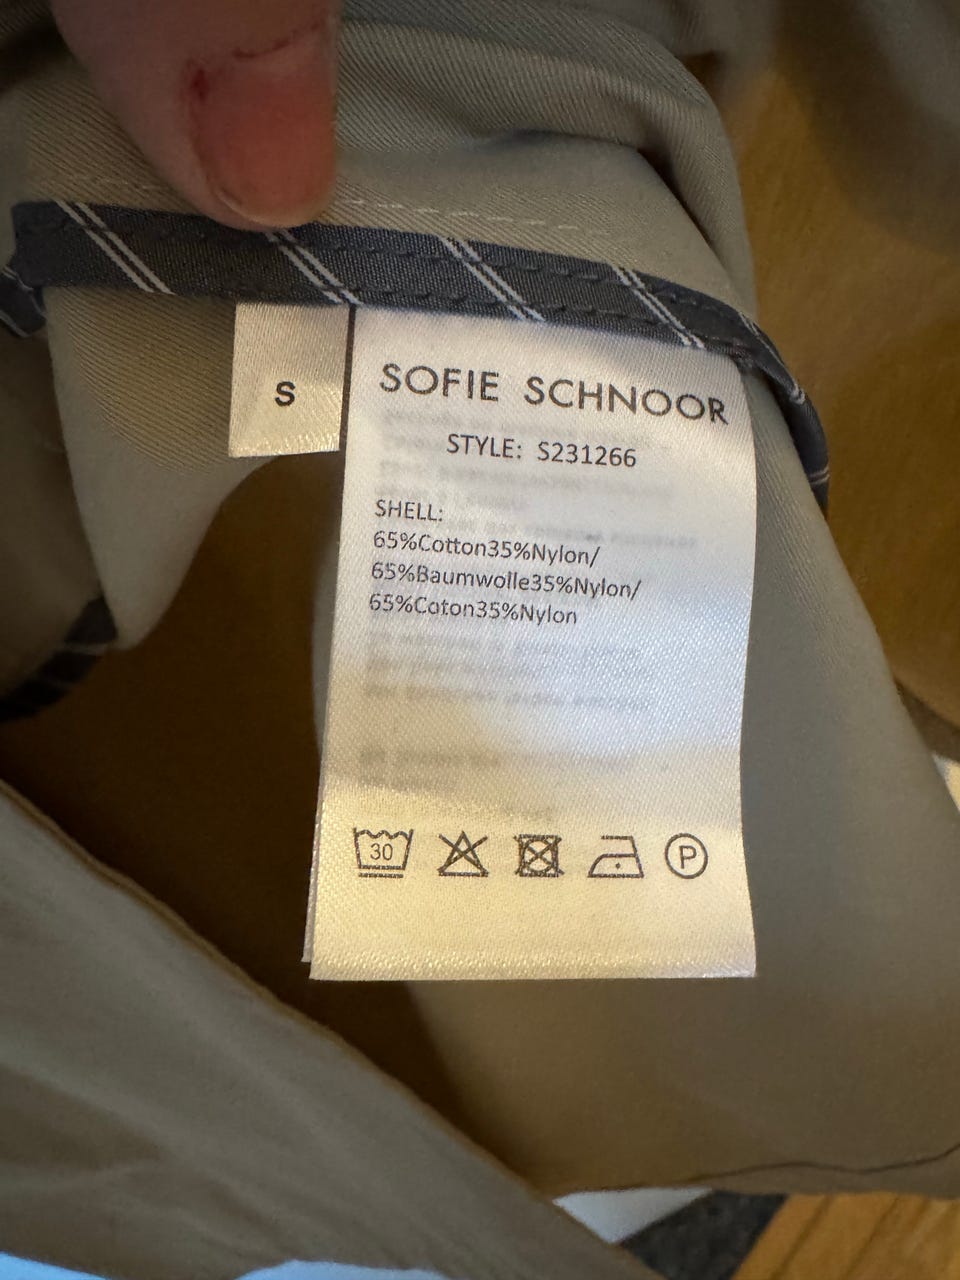 S
SOFIE SCHNOOR
STYLE: S231266
SHELL:
65%Cotton35%Nylon/
65%Baumwolle35%Nylon/
65%Coton35%Nylon
30
P